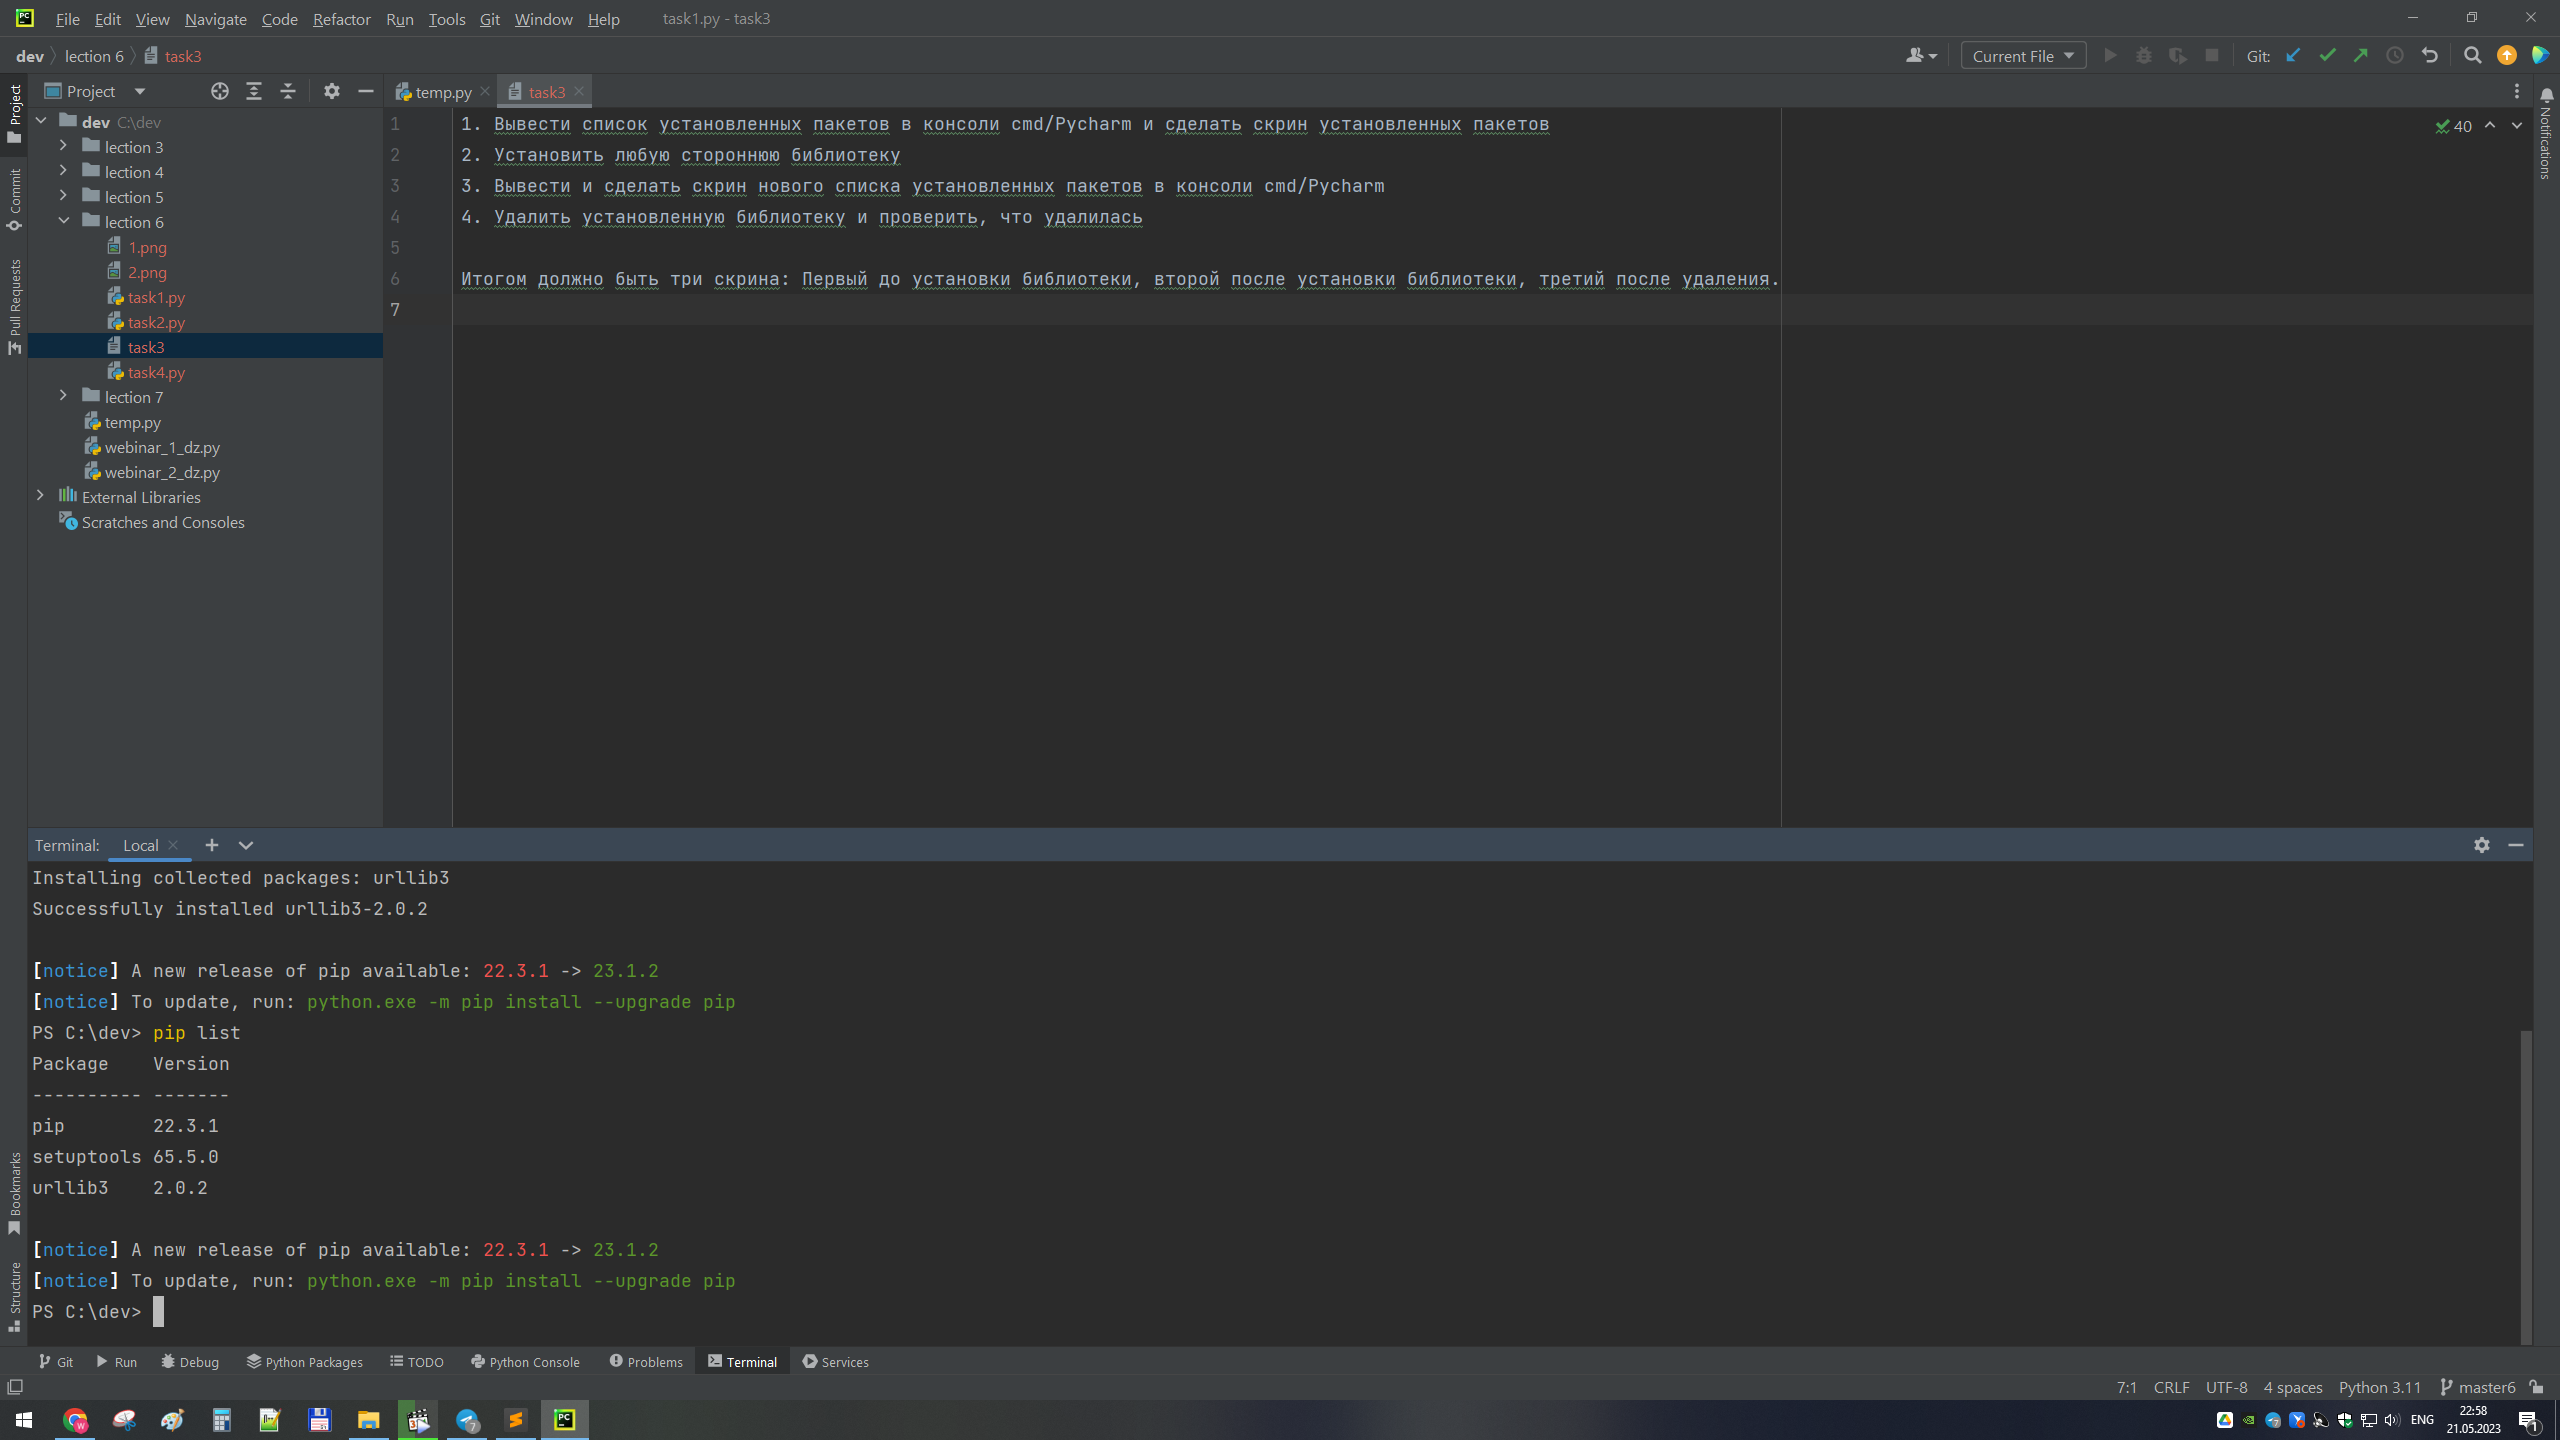 File Edit View Navigate Code Refactor Run Tools Git Window Help task1.py - task3
dev lection 6 task3
Current File Git:
Project
temp.py task3
dev C:\dev
lection 3
lection 4
lection 5
lection 6
1.png
2.png
task1.py
task2.py
task3
task4.py
lection 7
temp.py
webinar_1_dz.py
webinar_2_dz.py
External Libraries
Scratches and Consoles
Project
Commit
Pull Requests
Bookmarks
Structure
Notifications
40
1 1. Вывести список установленных пакетов в консоли cmd/Pycharm и сделать скрин установленных пакетов
2 2. Установить любую стороннюю библиотеку
3 3. Вывести и сделать скрин нового списка установленных пакетов в консоли cmd/Pycharm
4 4. Удалить установленную библиотеку и проверить, что удалилась
5
6 Итогом должно быть три скрина: Первый до установки библиотеки, второй после установки библиотеки, третий после удаления.
7
Terminal: Local
Installing collected packages: urllib3
Successfully installed urllib3-2.0.2
[notice] A new release of pip available: 22.3.1 -> 23.1.2
[notice] To update, run: python.exe -m pip install --upgrade pip
PS C:\dev> pip list
Package    Version
---------- -------
pip        22.3.1
setuptools 65.5.0
urllib3    2.0.2
[notice] A new release of pip available: 22.3.1 -> 23.1.2
[notice] To update, run: python.exe -m pip install --upgrade pip
PS C:\dev>
Git Run Debug Python Packages TODO Python Console Problems Terminal Services
7:1 CRLF UTF-8 4 spaces Python 3.11 master6
ENG 22:58
21.05.2023